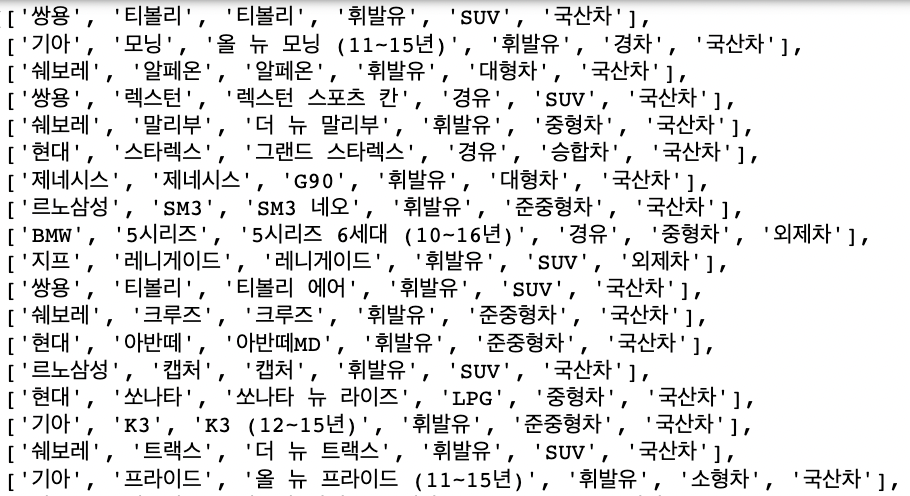 ['쌍용', '티볼리', '티볼리', '휘발유', 'SUV', '국산차'],
['기아', '모닝', '올 뉴 모닝 (11~15년)', '휘발유', '경차', '국산차'],
['쉐보레', '알페온', '알페온', '휘발유', '대형차', '국산차'],
['쌍용', '렉스턴', '렉스턴 스포츠 칸', '경유', 'SUV', '국산차'],
['쉐보레', '말리부', '더 뉴 말리부', '휘발유', '중형차', '국산차'],
['현대', '스타렉스', '그랜드 스타렉스', '경유', '승합차', '국산차'],
['제네시스', '제네시스', 'G90', '휘발유', '대형차', '국산차'],
['르노삼성', 'SM3', 'SM3 네오', '휘발유', '준중형차', '국산차'],
['BMW', '5시리즈', '5시리즈 6세대 (10~16년)', '경유', '중형차', '외제차'],
['지프', '레니게이드', '레니게이드', '휘발유', 'SUV', '외제차'],
['쌍용', '티볼리', '티볼리 에어', '휘발유', 'SUV', '국산차'],
['쉐보레', '크루즈', '크루즈', '휘발유', '준중형차', '국산차'],
['현대', '아반떼', '아반떼MD', '휘발유', '준중형차', '국산차'],
['르노삼성', '캡처', '캡처', '휘발유', 'SUV', '국산차'],
['현대', '쏘나타', '쏘나타 뉴 라이즈', 'LPG', '중형차', '국산차'],
['기아', 'K3', 'K3 (12~15년)', '휘발유', '준중형차', '국산차'],
['쉐보레', '트랙스', '더 뉴 트랙스', '휘발유', 'SUV', '국산차'],
['기아', '프라이드', '올 뉴 프라이드 (11~15년)', '휘발유', '소형차', '국산차'],